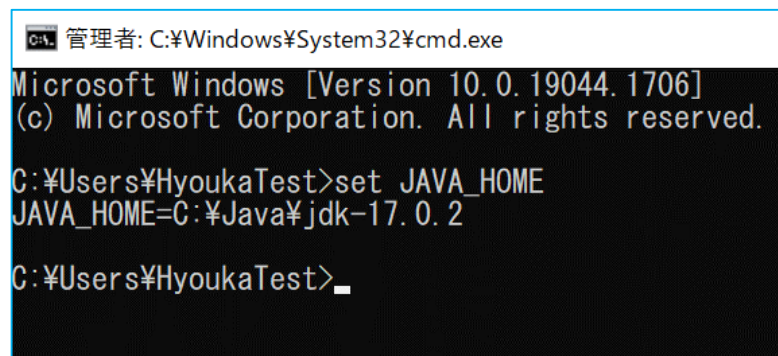 管理者: C:¥Windows¥System32¥cmd.exe
Microsoft Windows [Version 10.0.19044.1706]
(c) Microsoft Corporation. All rights reserved.
C:¥Users¥HyoukaTest>set JAVA_HOME
JAVA_HOME=C:¥Java¥jdk-17.0.2
C:¥Users¥HyoukaTest>